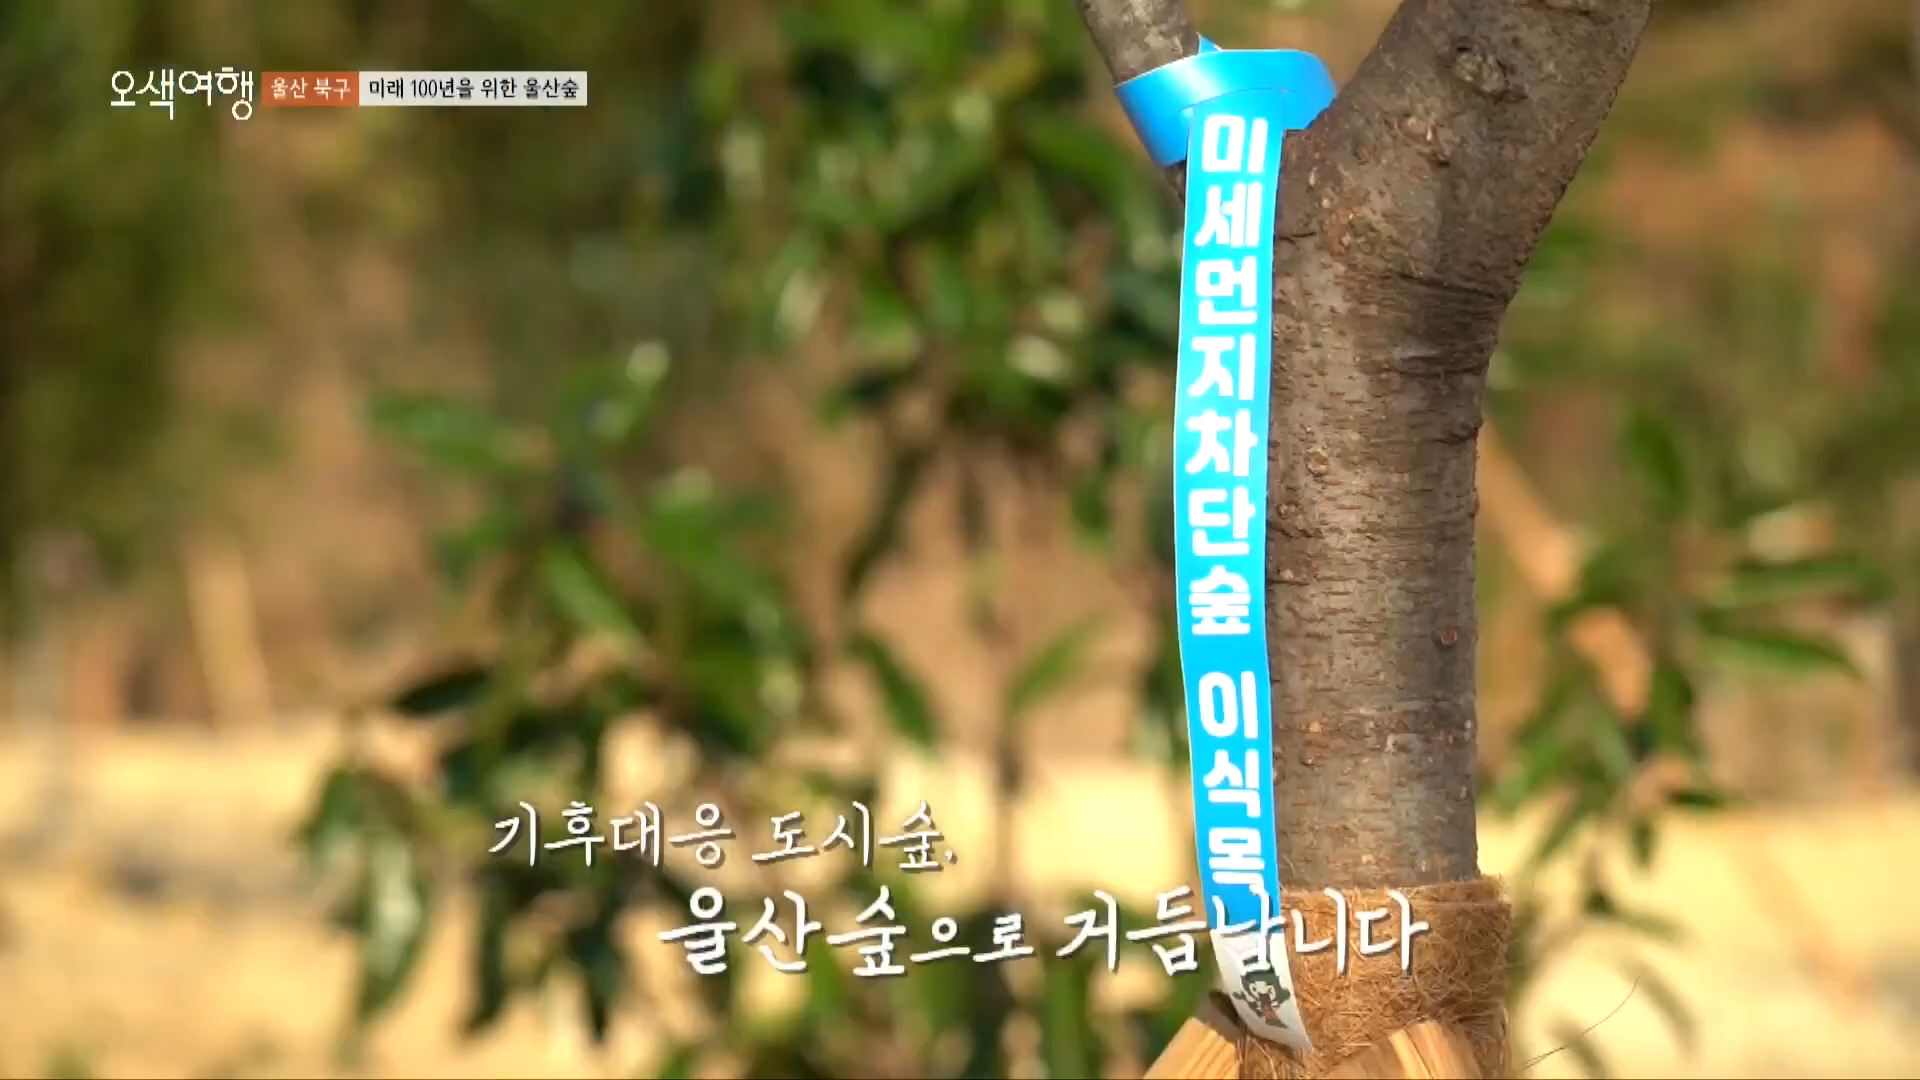 오색여행 울산 북구 미래 100년을 위한 울산숲
미세먼지차단숲 이식목
기후대응 도시숲,
울산 숲으로 거듭납니다